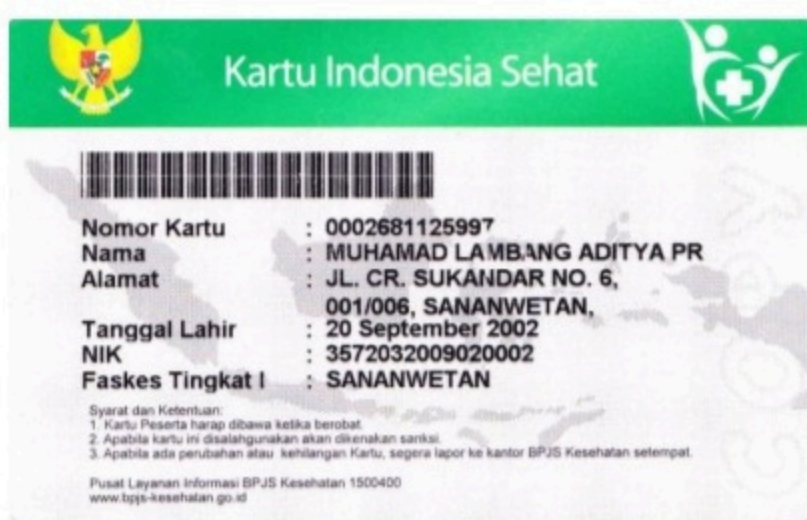 Kartu Indonesia Sehat
Nomor Kartu : 0002681125997
Nama : MUHAMAD LAMBANG ADITYA PR
Alamat : JL. CR. SUKANDAR NO. 6,
001/006, SANANWETAN,
Tanggal Lahir : 20 September 2002
NIK : 3572032009020002
Faskes Tingkat I : SANANWETAN
Syarat dan Ketentuan:
1. Kartu Peserta harap dibawa ketika berobat.
2. Apabila kartu ini disalahgunakan akan dikenakan sanksi.
3. Apabila ada perubahan atau kehilangan Kartu, segera lapor ke kantor BPJS Kesehatan setempat.
Pusat Layanan Informasi BPJS Kesehatan 1500400
www.bpjs-kesehatan.go.id
COPY